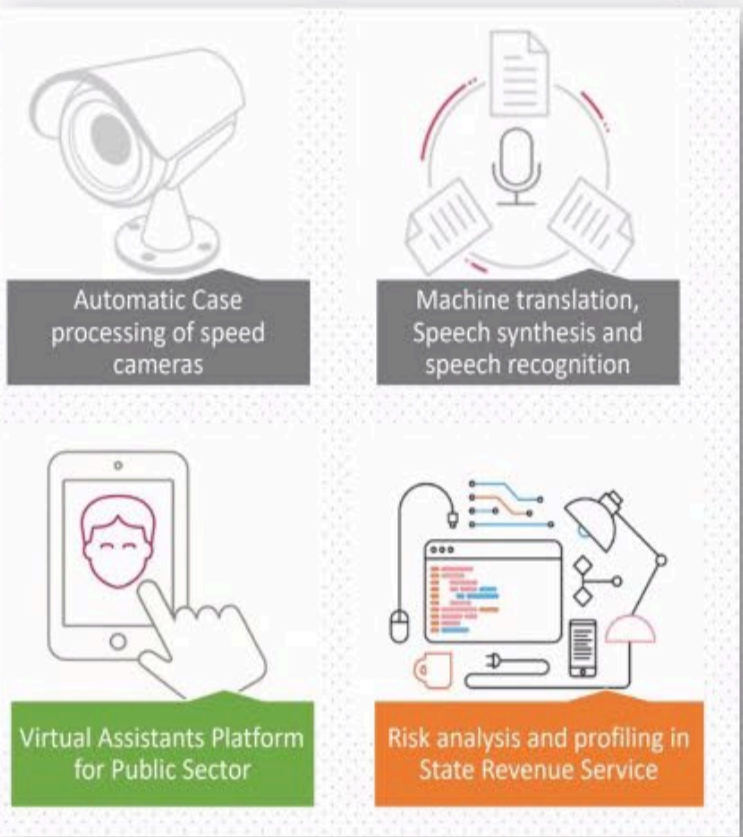 Automatic Case
processing of speed
cameras
Machine translation,
Speech synthesis and
speech recognition
Virtual Assistants Platform
for Public Sector
Risk analysis and profiling in
State Revenue Service